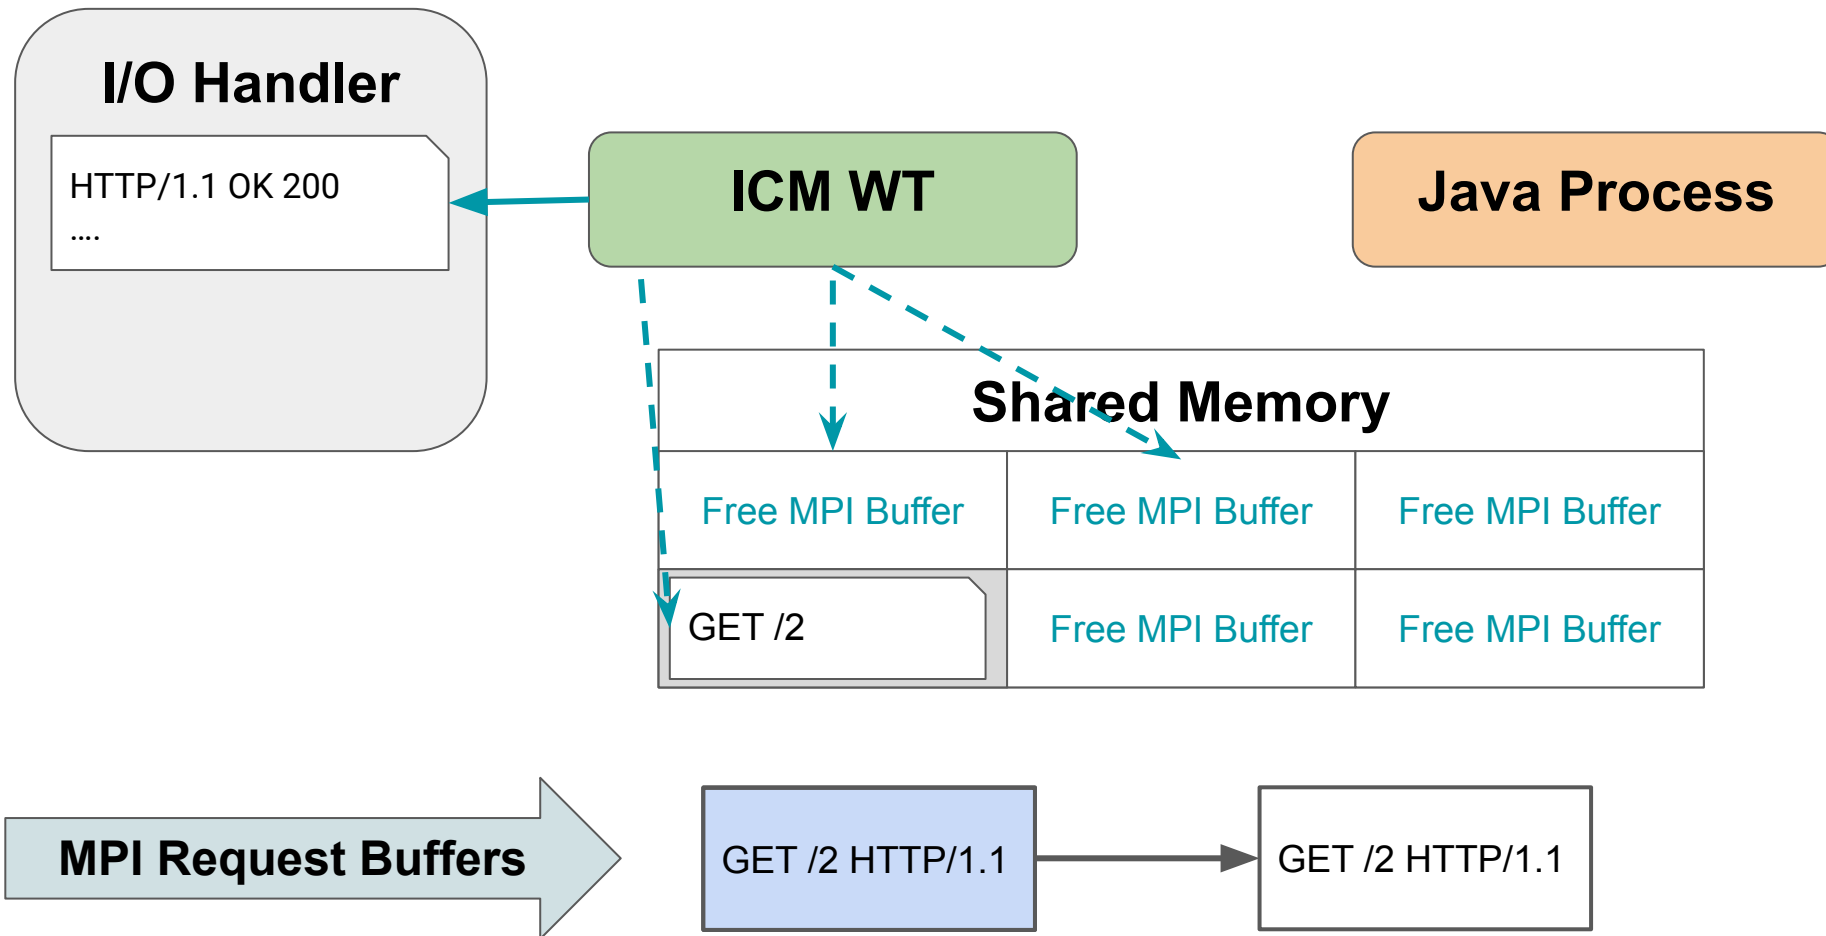 I/O Handler
HTTP/1.1 OK 200
....
ICM WT
Java Process
Shared Memory
Free MPI Buffer
Free MPI Buffer
Free MPI Buffer
GET /2
Free MPI Buffer
Free MPI Buffer
MPI Request Buffers
GET /2 HTTP/1.1
GET /2 HTTP/1.1